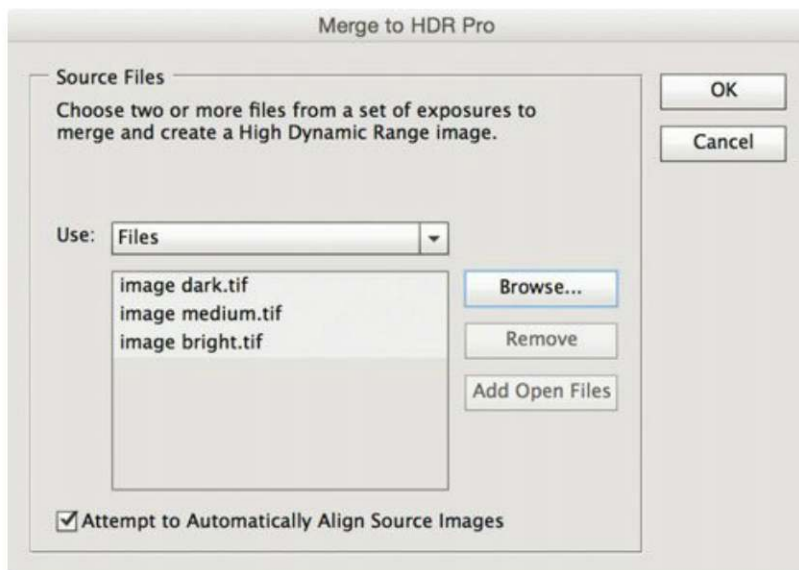 Merge to HDR Pro
Source Files
Choose two or more files from a set of exposures to
merge and create a High Dynamic Range image.
OK
Cancel
Use: Files
image dark.tif
image medium.tif
image bright.tif
Browse...
Remove
Add Open Files
Attempt to Automatically Align Source Images